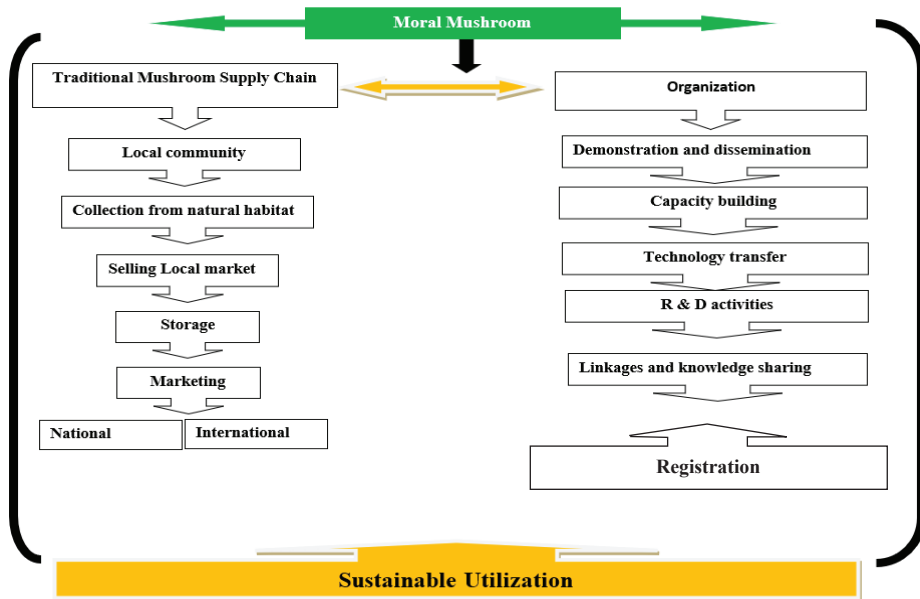 Moral Mushroom
Traditional Mushroom Supply Chain
Local community
Collection from natural habitat
Selling Local market
Storage
Marketing
National
International
Organization
Demonstration and dissemination
Capacity building
Technology transfer
R & D activities
Linkages and knowledge sharing
Registration
Sustainable Utilization